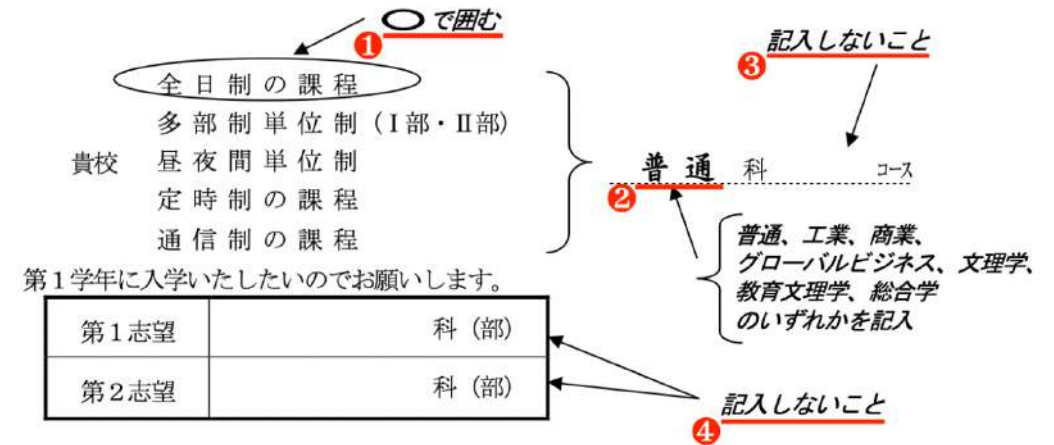 ❶ ○で囲む
❸ 記入しないこと
全日制の課程
多部制単位制(Ⅰ部・Ⅱ部)
貴校 昼夜間単位制
定時制の課程
通信制の課程
❷ 普通 科 コース
普通、工業、商業、
グローバルビジネス、文理学、
教育文理学、総合学
のいずれかを記入
第1学年に入学いたしたいのでお願いします。
第1志望 科(部)
第2志望 科(部)
❹ 記入しないこと